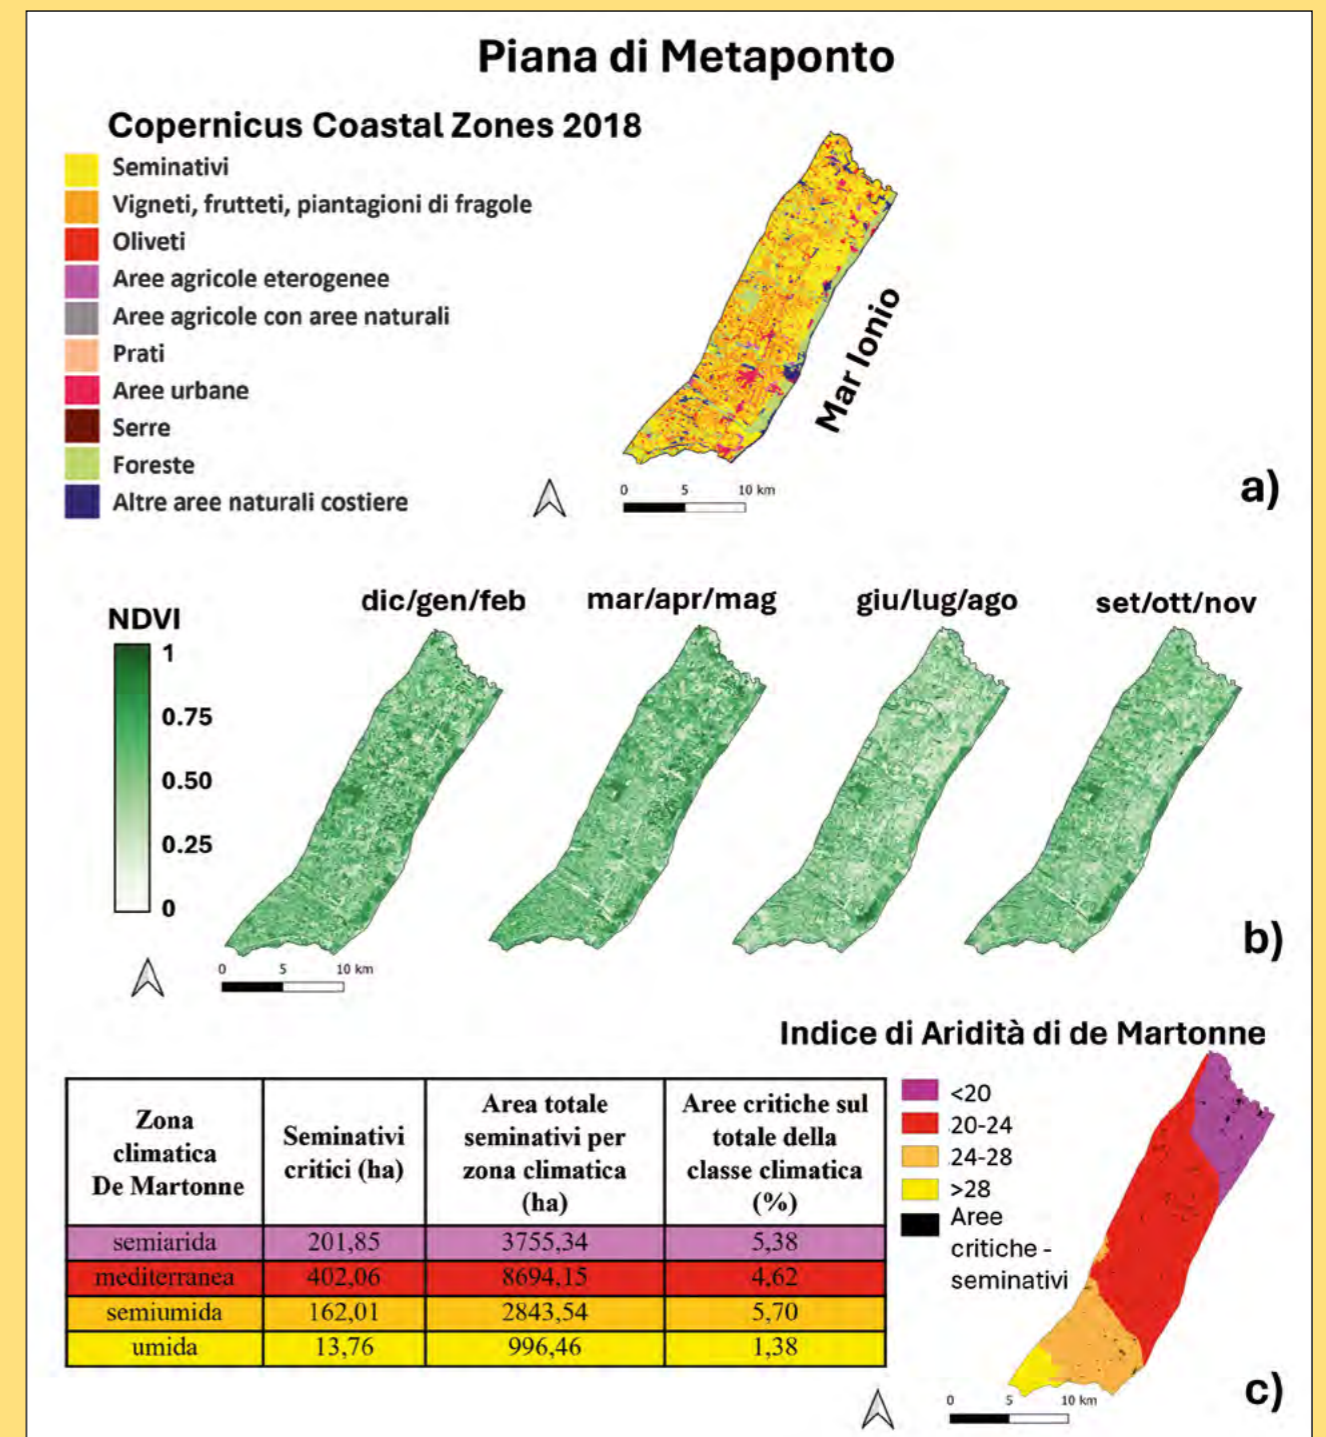 Piana di Metaponto
Copernicus Coastal Zones 2018
Seminativi
Vigneti, frutteti, piantagioni di fragole
Oliveti
Aree agricole eterogenee
Aree agricole con aree naturali
Prati
Aree urbane
Serre
Foreste
Altre aree naturali costiere
Mar Ionio
0 5 10 km
a)
NDVI
1
0.75
0.50
0.25
0
dic/gen/feb
mar/apr/mag
giu/lug/ago
set/ott/nov
0 5 10 km
b)
Indice di Aridità di de Martonne
<20
20-24
24-28
>28
Aree
critiche -
seminativi
Zona
climatica
De Martonne
Seminativi
critici (ha)
Area totale
seminativi per
zona climatica
(ha)
Aree critiche sul
totale della
classe climatica
(%)
semiarida 201,85 3755,34 5,38
mediterranea 402,06 8694,15 4,62
semiumida 162,01 2843,54 5,70
umida 13,76 996,46 1,38
0 5 10 km
c)